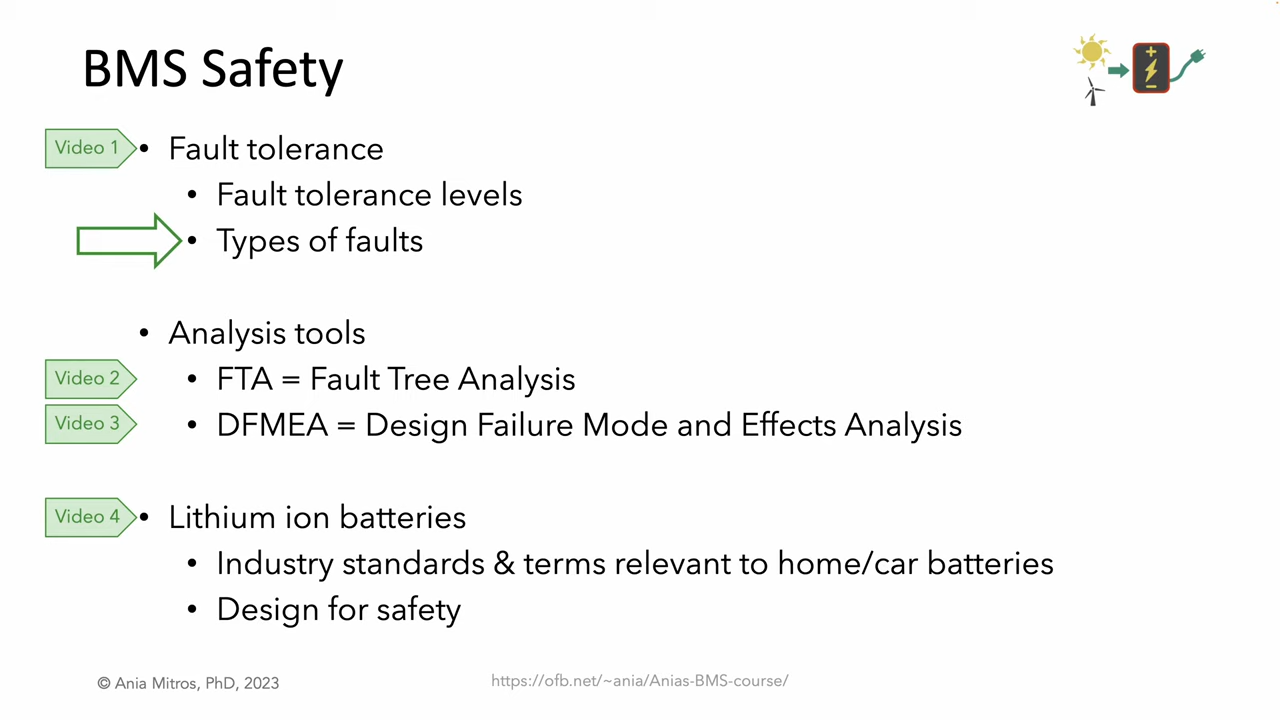 BMS Safety
Video 1
• Fault tolerance
• Fault tolerance levels
• Types of faults
• Analysis tools
Video 2
• FTA = Fault Tree Analysis
Video 3
• DFMEA = Design Failure Mode and Effects Analysis
Video 4
• Lithium ion batteries
• Industry standards & terms relevant to home/car batteries
• Design for safety
© Ania Mitros, PhD, 2023
https://ofb.net/~ania/Anias-BMS-course/